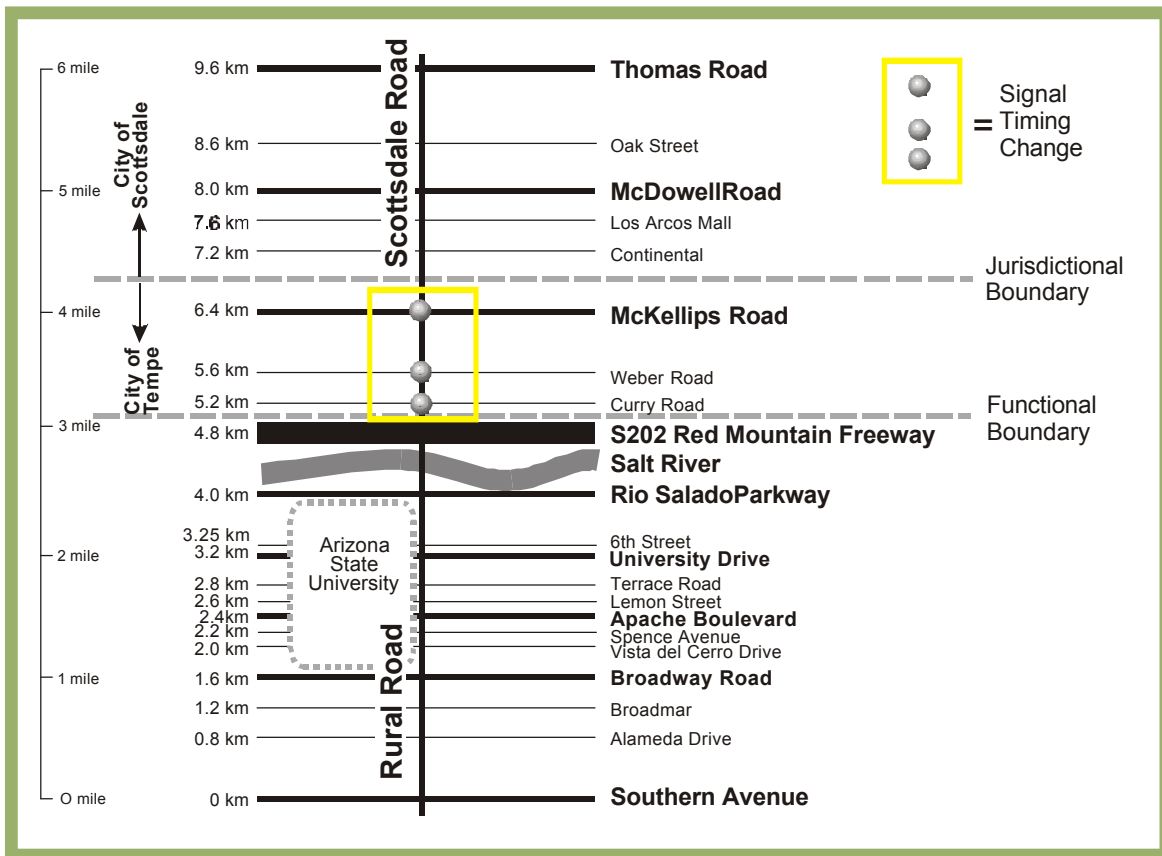 6 mile
9.6 km
Thomas Road
Scottsdale Road
= Signal
Timing
Change
City of
Scottsdale
8.6 km
Oak Street
5 mile
8.0 km
McDowellRoad
7.6 km
Los Arcos Mall
7.2 km
Continental
Jurisdictional
Boundary
4 mile
6.4 km
McKellips Road
City of
Tempe
5.6 km
Weber Road
5.2 km
Curry Road
Functional
Boundary
3 mile
4.8 km
S202 Red Mountain Freeway
Salt River
4.0 km
Rio SaladoParkway
3.25 km
6th Street
2 mile
3.2 km
University Drive
Arizona
State
University
2.8 km
Terrace Road
2.6 km
Lemon Street
2.4km
Apache Boulevard
2.2 km
Spence Avenue
2.0 km
Vista del Cerro Drive
Rural Road
1 mile
1.6 km
Broadway Road
1.2 km
Broadmar
0.8 km
Alameda Drive
O mile
0 km
Southern Avenue